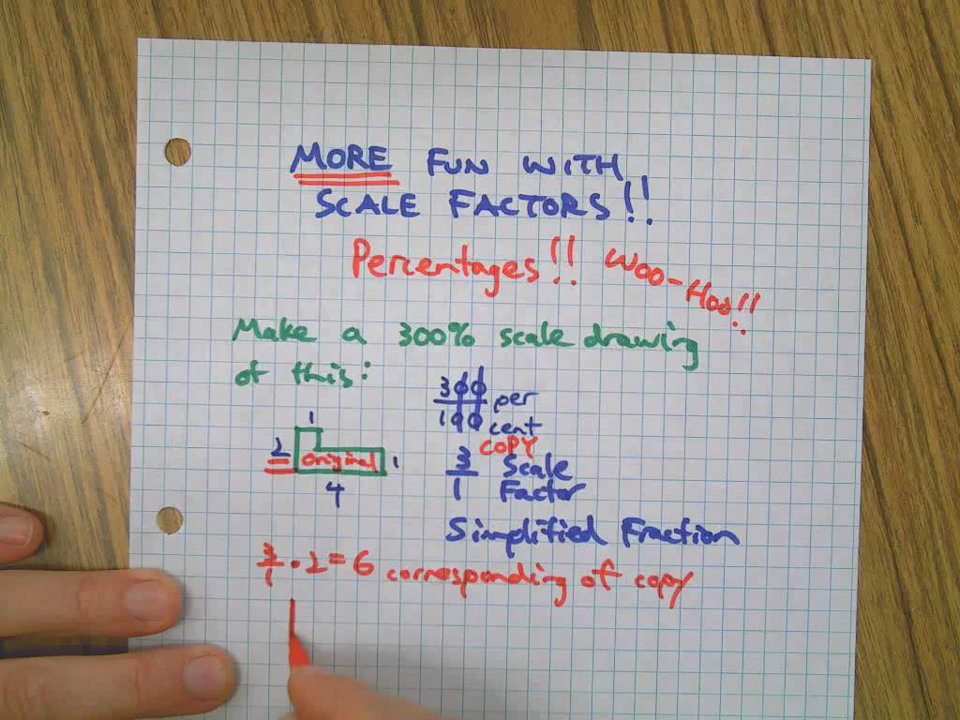 MORE FUN WITH
SCALE FACTORS!!
Percentages!! Woo-Hoo!!
Make a 300% scale drawing
of this:
300 per
100 cent
1
2 original 1
4
COPY
3 Scale
1 Factor
Simplified Fraction
3/1 · 2 = 6 corresponding of copy